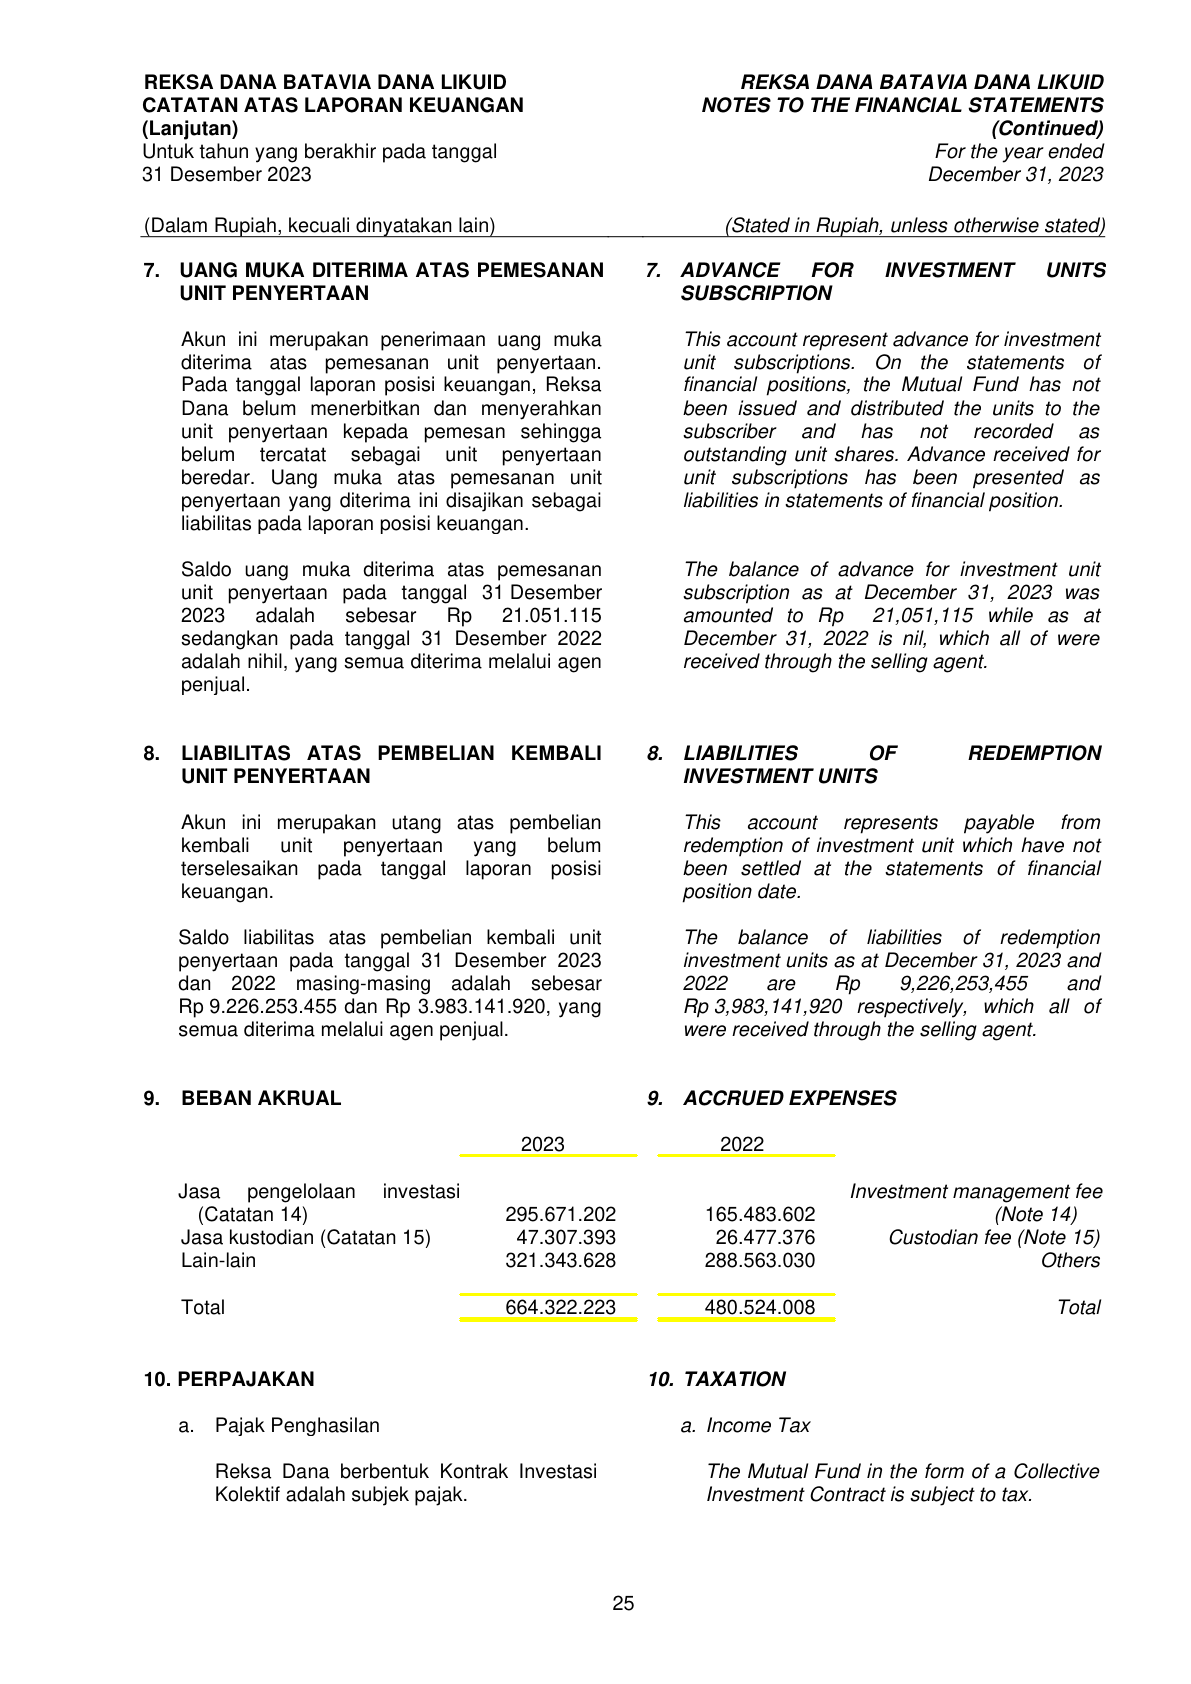 REKSA DANA BATAVIA DANA LIKUID
CATATAN ATAS LAPORAN KEUANGAN
(Lanjutan)
Untuk tahun yang berakhir pada tanggal
31 Desember 2023
REKSA DANA BATAVIA DANA LIKUID
NOTES TO THE FINANCIAL STATEMENTS
(Continued)
For the year ended
December 31, 2023
(Dalam Rupiah, kecuali dinyatakan lain)
(Stated in Rupiah, unless otherwise stated)
7. UANG MUKA DITERIMA ATAS PEMESANAN
UNIT PENYERTAAN
Akun ini merupakan penerimaan uang muka
diterima atas pemesanan unit penyertaan.
Pada tanggal laporan posisi keuangan, Reksa
Dana belum menerbitkan dan menyerahkan
unit penyertaan kepada pemesan sehingga
belum tercatat sebagai unit penyertaan
beredar. Uang muka atas pemesanan unit
penyertaan yang diterima ini disajikan sebagai
liabilitas pada laporan posisi keuangan.
Saldo uang muka diterima atas pemesanan
unit penyertaan pada tanggal 31 Desember
2023 adalah sebesar Rp 21.051.115
sedangkan pada tanggal 31 Desember 2022
adalah nihil, yang semua diterima melalui agen
penjual.
7. ADVANCE FOR INVESTMENT UNITS
SUBSCRIPTION
This account represent advance for investment
unit subscriptions. On the statements of
financial positions, the Mutual Fund has not
been issued and distributed the units to the
subscriber and has not recorded as
outstanding unit shares. Advance received for
unit subscriptions has been presented as
liabilities in statements of financial position.
The balance of advance for investment unit
subscription as at December 31, 2023 was
amounted to Rp 21,051,115 while as at
December 31, 2022 is nil, which all of were
received through the selling agent.
8. LIABILITAS ATAS PEMBELIAN KEMBALI
UNIT PENYERTAAN
Akun ini merupakan utang atas pembelian
kembali unit penyertaan yang belum
terselesaikan pada tanggal laporan posisi
keuangan.
Saldo liabilitas atas pembelian kembali unit
penyertaan pada tanggal 31 Desember 2023
dan 2022 masing-masing adalah sebesar
Rp 9.226.253.455 dan Rp 3.983.141.920, yang
semua diterima melalui agen penjual.
8. LIABILITIES OF REDEMPTION
INVESTMENT UNITS
This account represents payable from
redemption of investment unit which have not
been settled at the statements of financial
position date.
The balance of liabilities of redemption
investment units as at December 31, 2023 and
2022 are Rp 9,226,253,455 and
Rp 3,983,141,920 respectively, which all of
were received through the selling agent.
9. BEBAN AKRUAL
9. ACCRUED EXPENSES
2023 2022
Jasa pengelolaan investasi Investment management fee
(Catatan 14) 295.671.202 165.483.602 (Note 14)
Jasa kustodian (Catatan 15) 47.307.393 26.477.376 Custodian fee (Note 15)
Lain-lain 321.343.628 288.563.030 Others
Total 664.322.223 480.524.008 Total
10. PERPAJAKAN
a. Pajak Penghasilan
Reksa Dana berbentuk Kontrak Investasi
Kolektif adalah subjek pajak.
10. TAXATION
a. Income Tax
The Mutual Fund in the form of a Collective
Investment Contract is subject to tax.
25